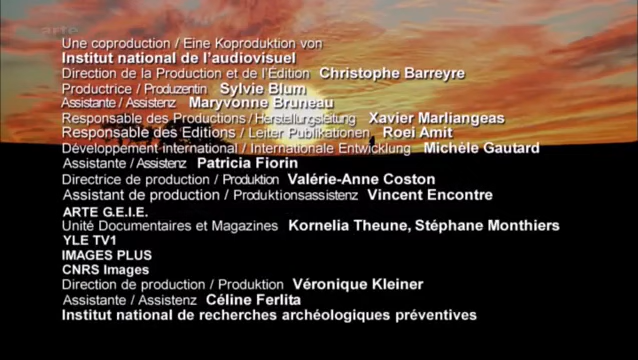 arte
Une coproduction / Eine Koproduktion von
Institut national de l'audiovisuel
Direction de la Production et de l'Edition Christophe Barreyre
Productrice / Produzentin Sylvie Blum
Assistante/ Assistenz Maryvonne Bruneau
Responsable des Productions / Herstallungsleitung Xavier Marliangeas
Responsable des Editions / Leiter Publikationen Roei Amit
Développement international / Internationale Entwicklung Michèle Gautard
Assistante / Assistenz Patricia Fiorin
Directrice de production / Produktion Valérie-Anne Coston
Assistant de production / Produktionsassistenz Vincent Encontre
ARTE G.E.I.E.
Unité Documentaires et Magazines Kornelia Theune, Stéphane Monthiers
YLE TV1
IMAGES PLUS
CNRS Images
Direction de production / Produktion Véronique Kleiner
Assistante / Assistenz Céline Ferlita
Institut national de recherches archéologiques préventives